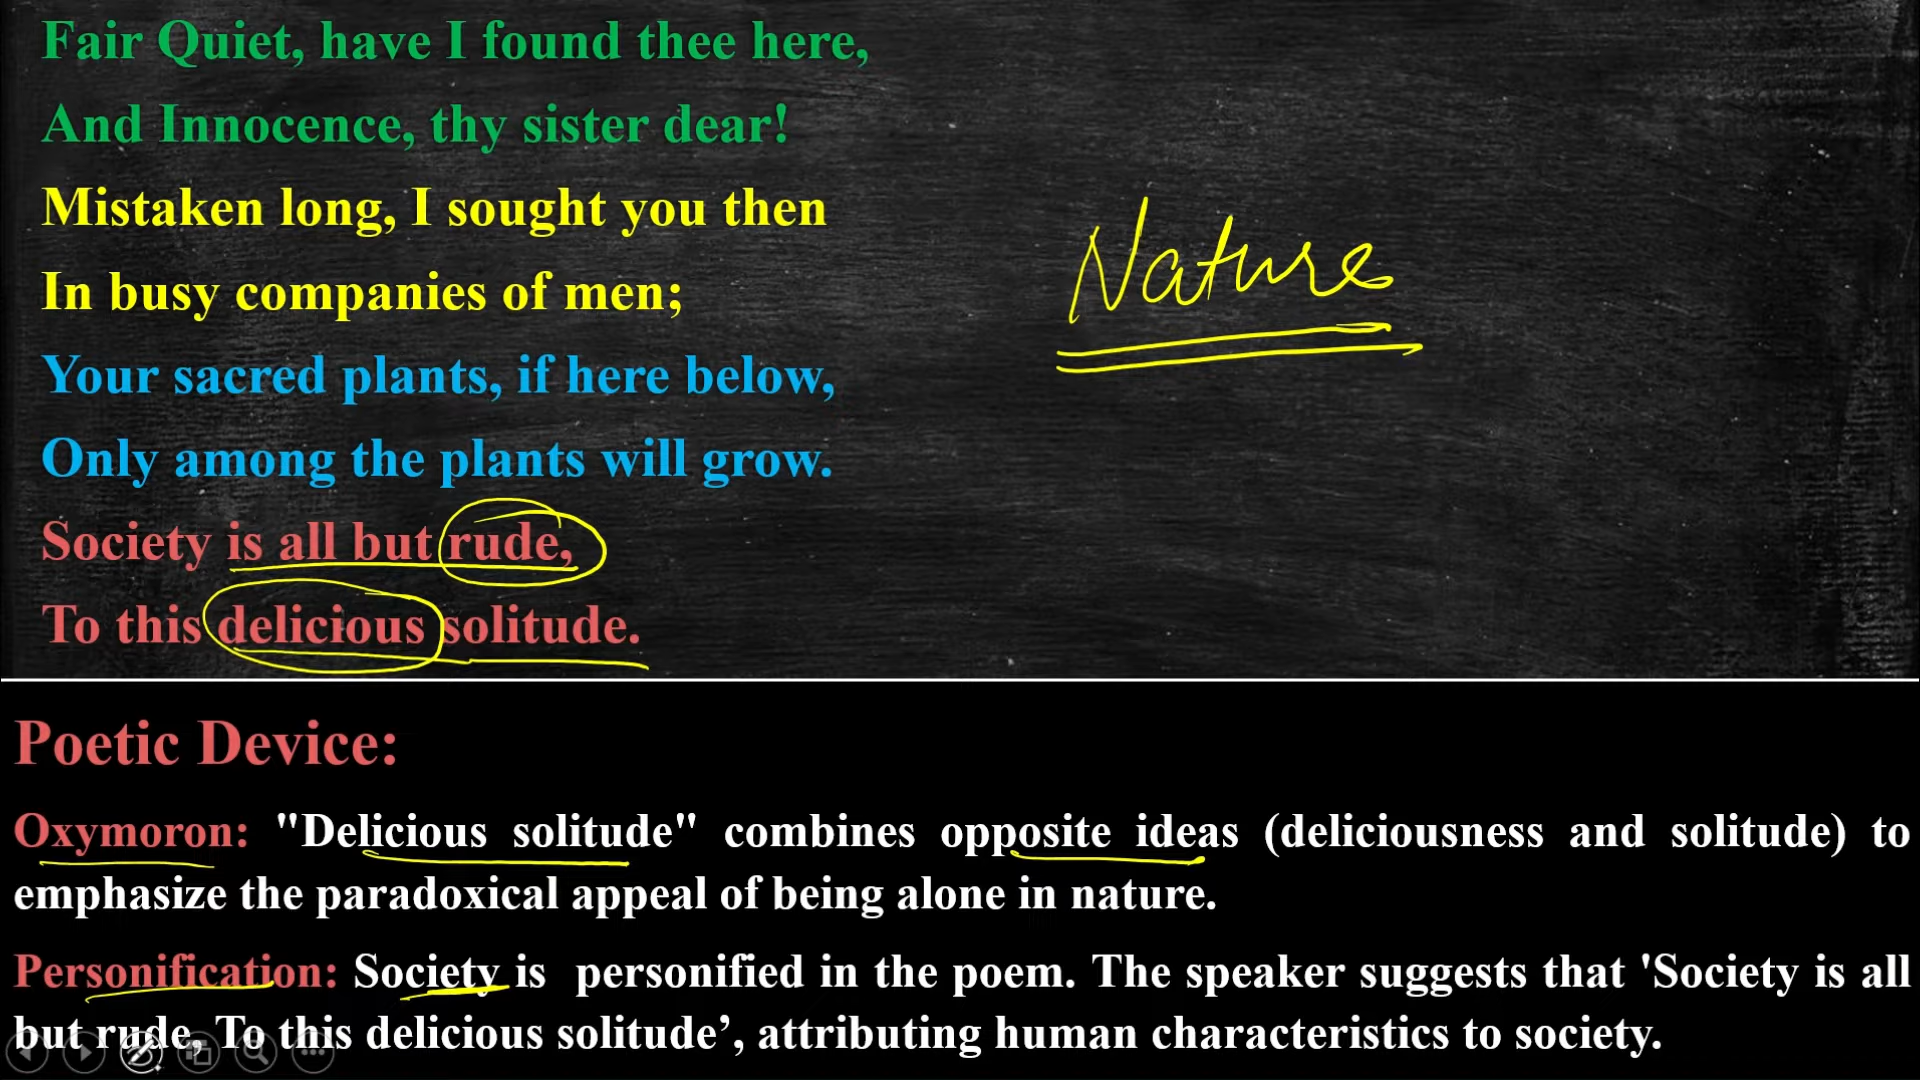 Fair Quiet, have I found thee here,
And Innocence, thy sister dear!
Mistaken long, I sought you then
In busy companies of men;
Your sacred plants, if here below,
Only among the plants will grow.
Society is all but rude,
To this delicious solitude.
Nature
Poetic Device:
Oxymoron: "Delicious solitude" combines opposite ideas (deliciousness and solitude) to
emphasize the paradoxical appeal of being alone in nature.
Personification: Society is personified in the poem. The speaker suggests that 'Society is all
but rude, To this delicious solitude’, attributing human characteristics to society.